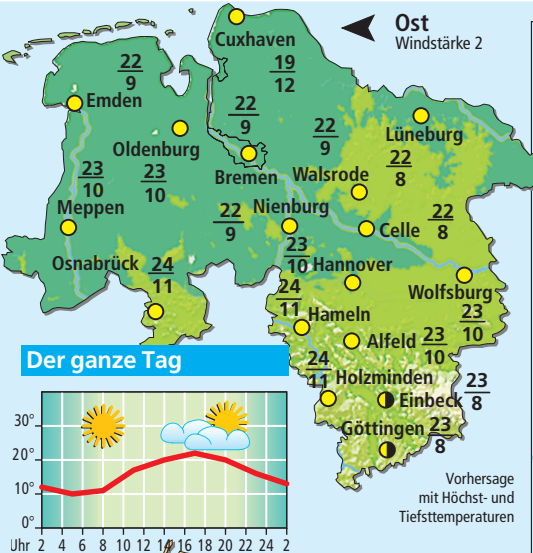 Ost
Windstärke 2
Cuxhaven
19
12
22
9
Emden
22
9
Oldenburg
22
9
Lüneburg
Bremen
Walsrode
22
8
23
10
23
10
Meppen
22
9
Nienburg
22
8
Celle
Osnabrück
24
11
23
10
Hannover
Wolfsburg
24
11
Hameln
23
10
Alfeld
23
10
Der ganze Tag
24
11
Holzminden
Einbeck
23
8
Göttingen
23
8
30°
20°
10°
0°
Uhr 2 4 6 8 10 12 14 16 18 20 22 24 2
Vorhersage
mit Höchst- und
Tiefsttemperaturen